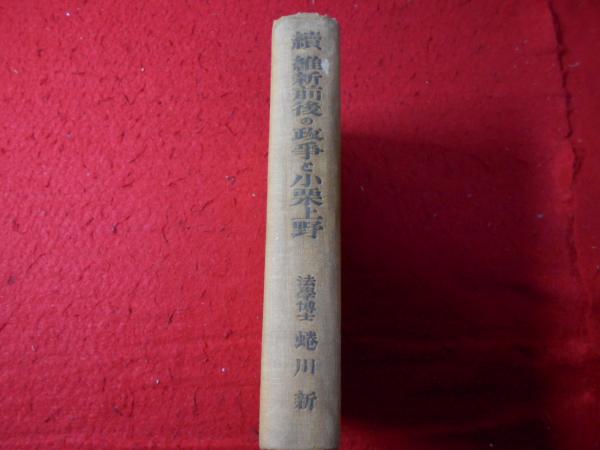 續維新前後の政爭と小栗上野
法學博士 蜷川新